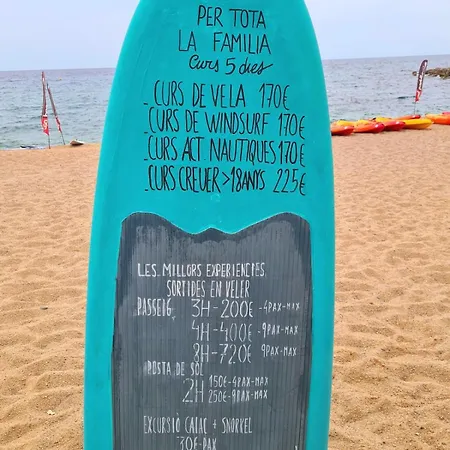 PER TOTA
LA FAMILIA
CURS 5 dies
CURS DE VELA 170€
CURS DE WINDSURF 170€
CURS ACT NAUTIQUES 170€
CURS CREUER >18ANYS 225€
LES MILLORS EXPERIENCIES
SORTIDES EN VELER
PASSEIG 3H-200€ -4PAX-MAX
4H-400€ -9PAX-MAX
8H-720€ 9PAX-MAX
POSTA DE SOL
2H 150€-4PAX-MAX
250€-8PAX-MAX
EXCURSIÓ CAIAC + SNORKEL
30€-PAX